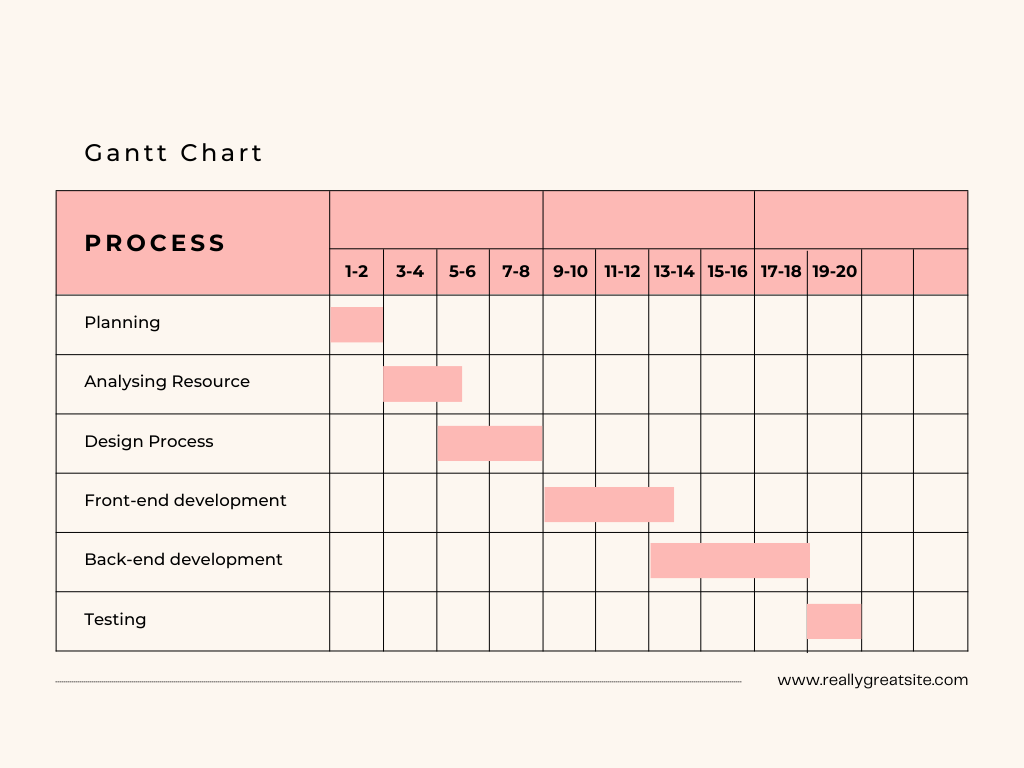 Gantt Chart
PROCESS
1-2 3-4 5-6 7-8 9-10 11-12 13-14 15-16 17-18 19-20
Planning
Analysing Resource
Design Process
Front-end development
Back-end development
Testing
www.reallygreatsite.com